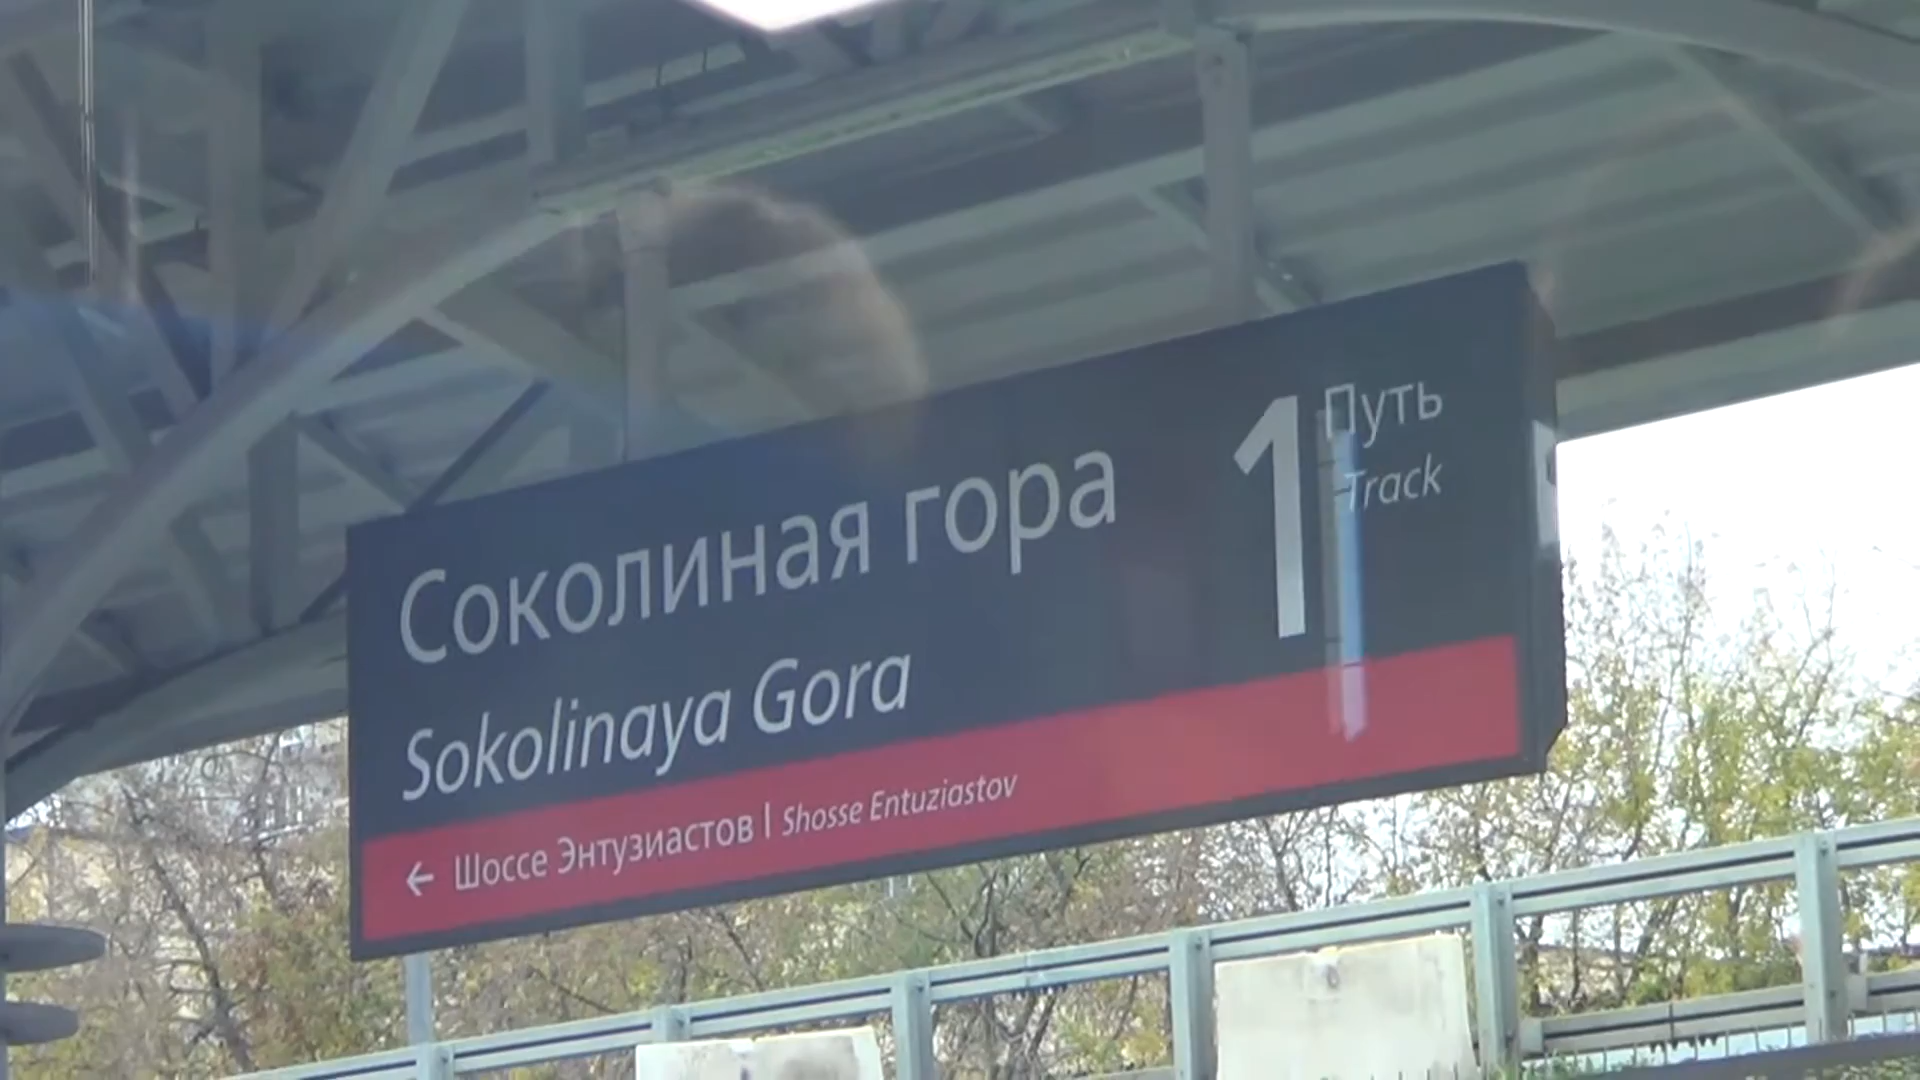 Соколиная гора
Sokolinaya Gora
1 Путь
Track
← Шоссе Энтузиастов | Shosse Entuziastov